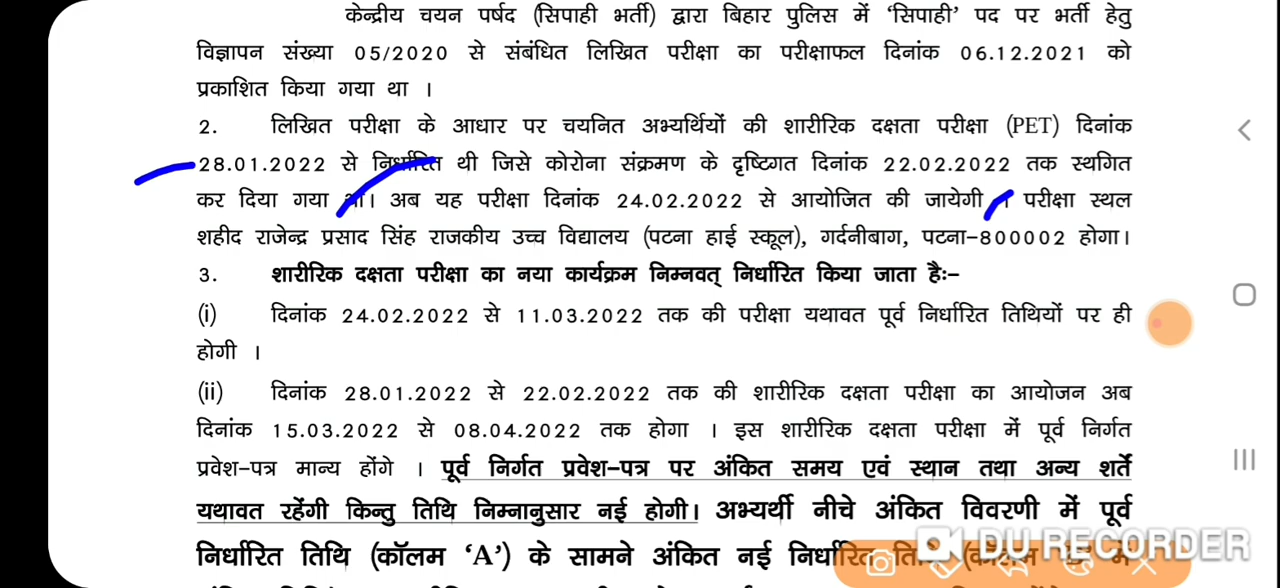 केन्द्रीय चयन पर्षद (सिपाही भर्ती) द्वारा बिहार पुलिस में ‘सिपाही’ पद पर भर्ती हेतु
विज्ञापन संख्या 05/2020 से संबंधित लिखित परीक्षा का परीक्षाफल दिनांक 06.12.2021 को
प्रकाशित किया गया था ।
2. लिखित परीक्षा के आधार पर चयनित अभ्यर्थियों की शारीरिक दक्षता परीक्षा (PET) दिनांक
28.01.2022 से निर्धारित थी जिसे कोरोना संक्रमण के दृष्टिगत दिनांक 22.02.2022 तक स्थगित
कर दिया गया था। अब यह परीक्षा दिनांक 24.02.2022 से आयोजित की जायेगी । परीक्षा स्थल
शहीद राजेन्द्र प्रसाद सिंह राजकीय उच्च विद्यालय (पटना हाई स्कूल), गर्दनीबाग, पटना-800002 होगा।
3. शारीरिक दक्षता परीक्षा का नया कार्यक्रम निम्नवत् निर्धारित किया जाता हैः-
(i) दिनांक 24.02.2022 से 11.03.2022 तक की परीक्षा यथावत पूर्व निर्धारित तिथियों पर ही
होगी ।
(ii) दिनांक 28.01.2022 से 22.02.2022 तक की शारीरिक दक्षता परीक्षा का आयोजन अब
दिनांक 15.03.2022 से 08.04.2022 तक होगा । इस शारीरिक दक्षता परीक्षा में पूर्व निर्गत
प्रवेश-पत्र मान्य होंगे । पूर्व निर्गत प्रवेश-पत्र पर अंकित समय एवं स्थान तथा अन्य शर्तें
यथावत रहेंगी किन्तु तिथि निम्नानुसार नई होगी। अभ्यर्थी नीचे अंकित विवरणी में पूर्व
निर्धारित तिथि (कॉलम ‘A’) के सामने अंकित नई निर्धारित
DU RECORDER